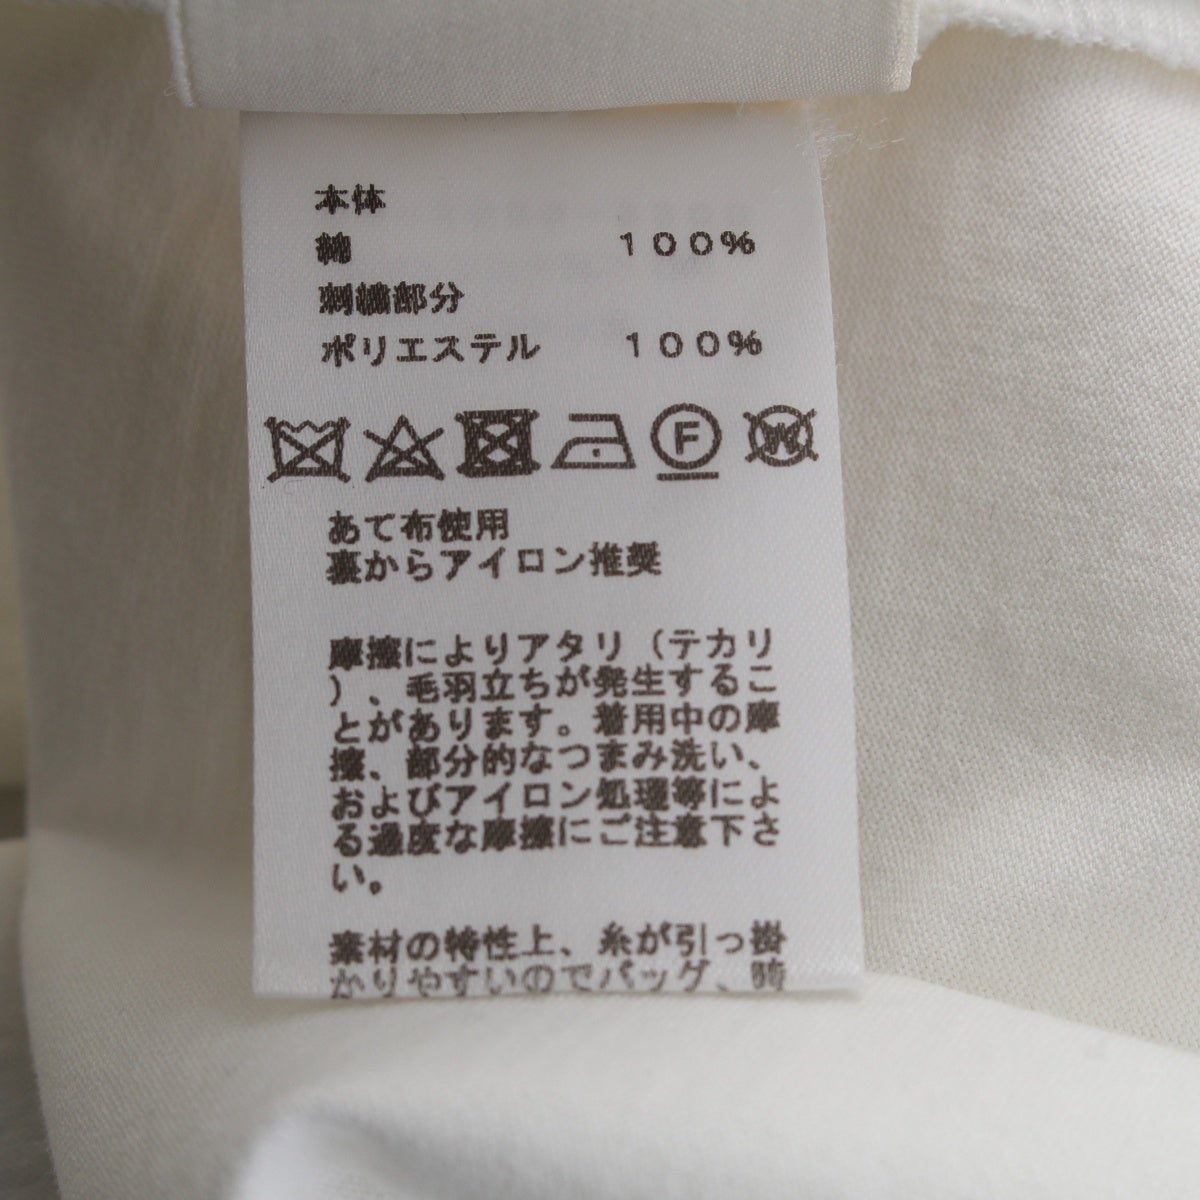 本体
綿 100%
刺繍部分
ポリエステル 100%
F
W
あて布使用
裏からアイロン推奨
摩擦によりアタリ（テカリ
）、毛羽立ちが発生するこ
とがあります。着用中の摩
擦、部分的なつまみ洗い、
およびアイロン処理等によ
る過度な摩擦にご注意下さ
い。
素材の特性上、糸が引っ掛
かりやすいのでバッグ、時